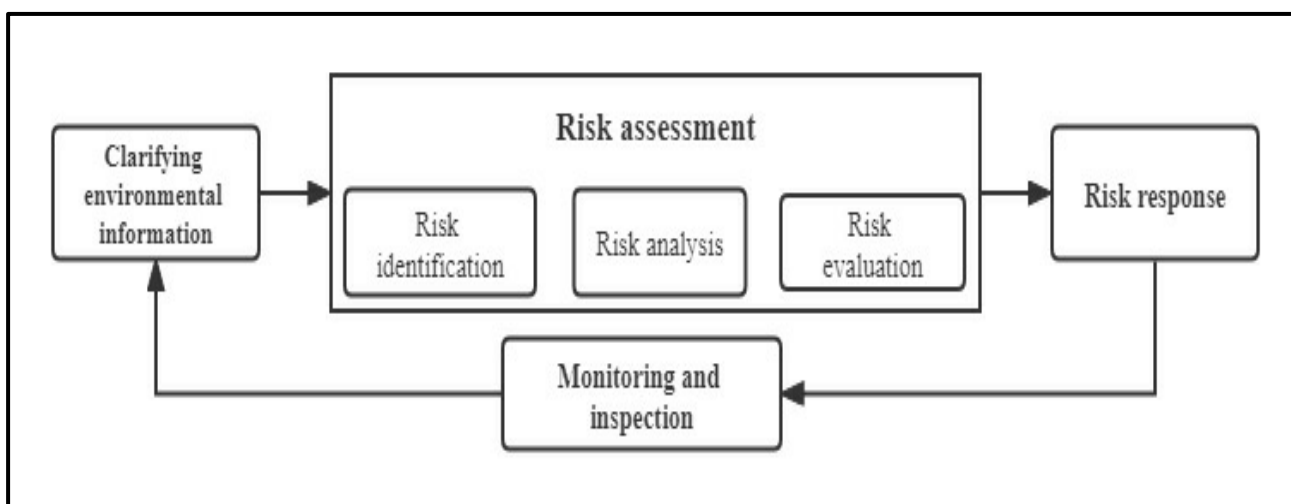 Risk assessment
Clarifying
environmental
information
Risk
identification
Risk analysis
Risk
evaluation
Risk response
Monitoring and
inspection